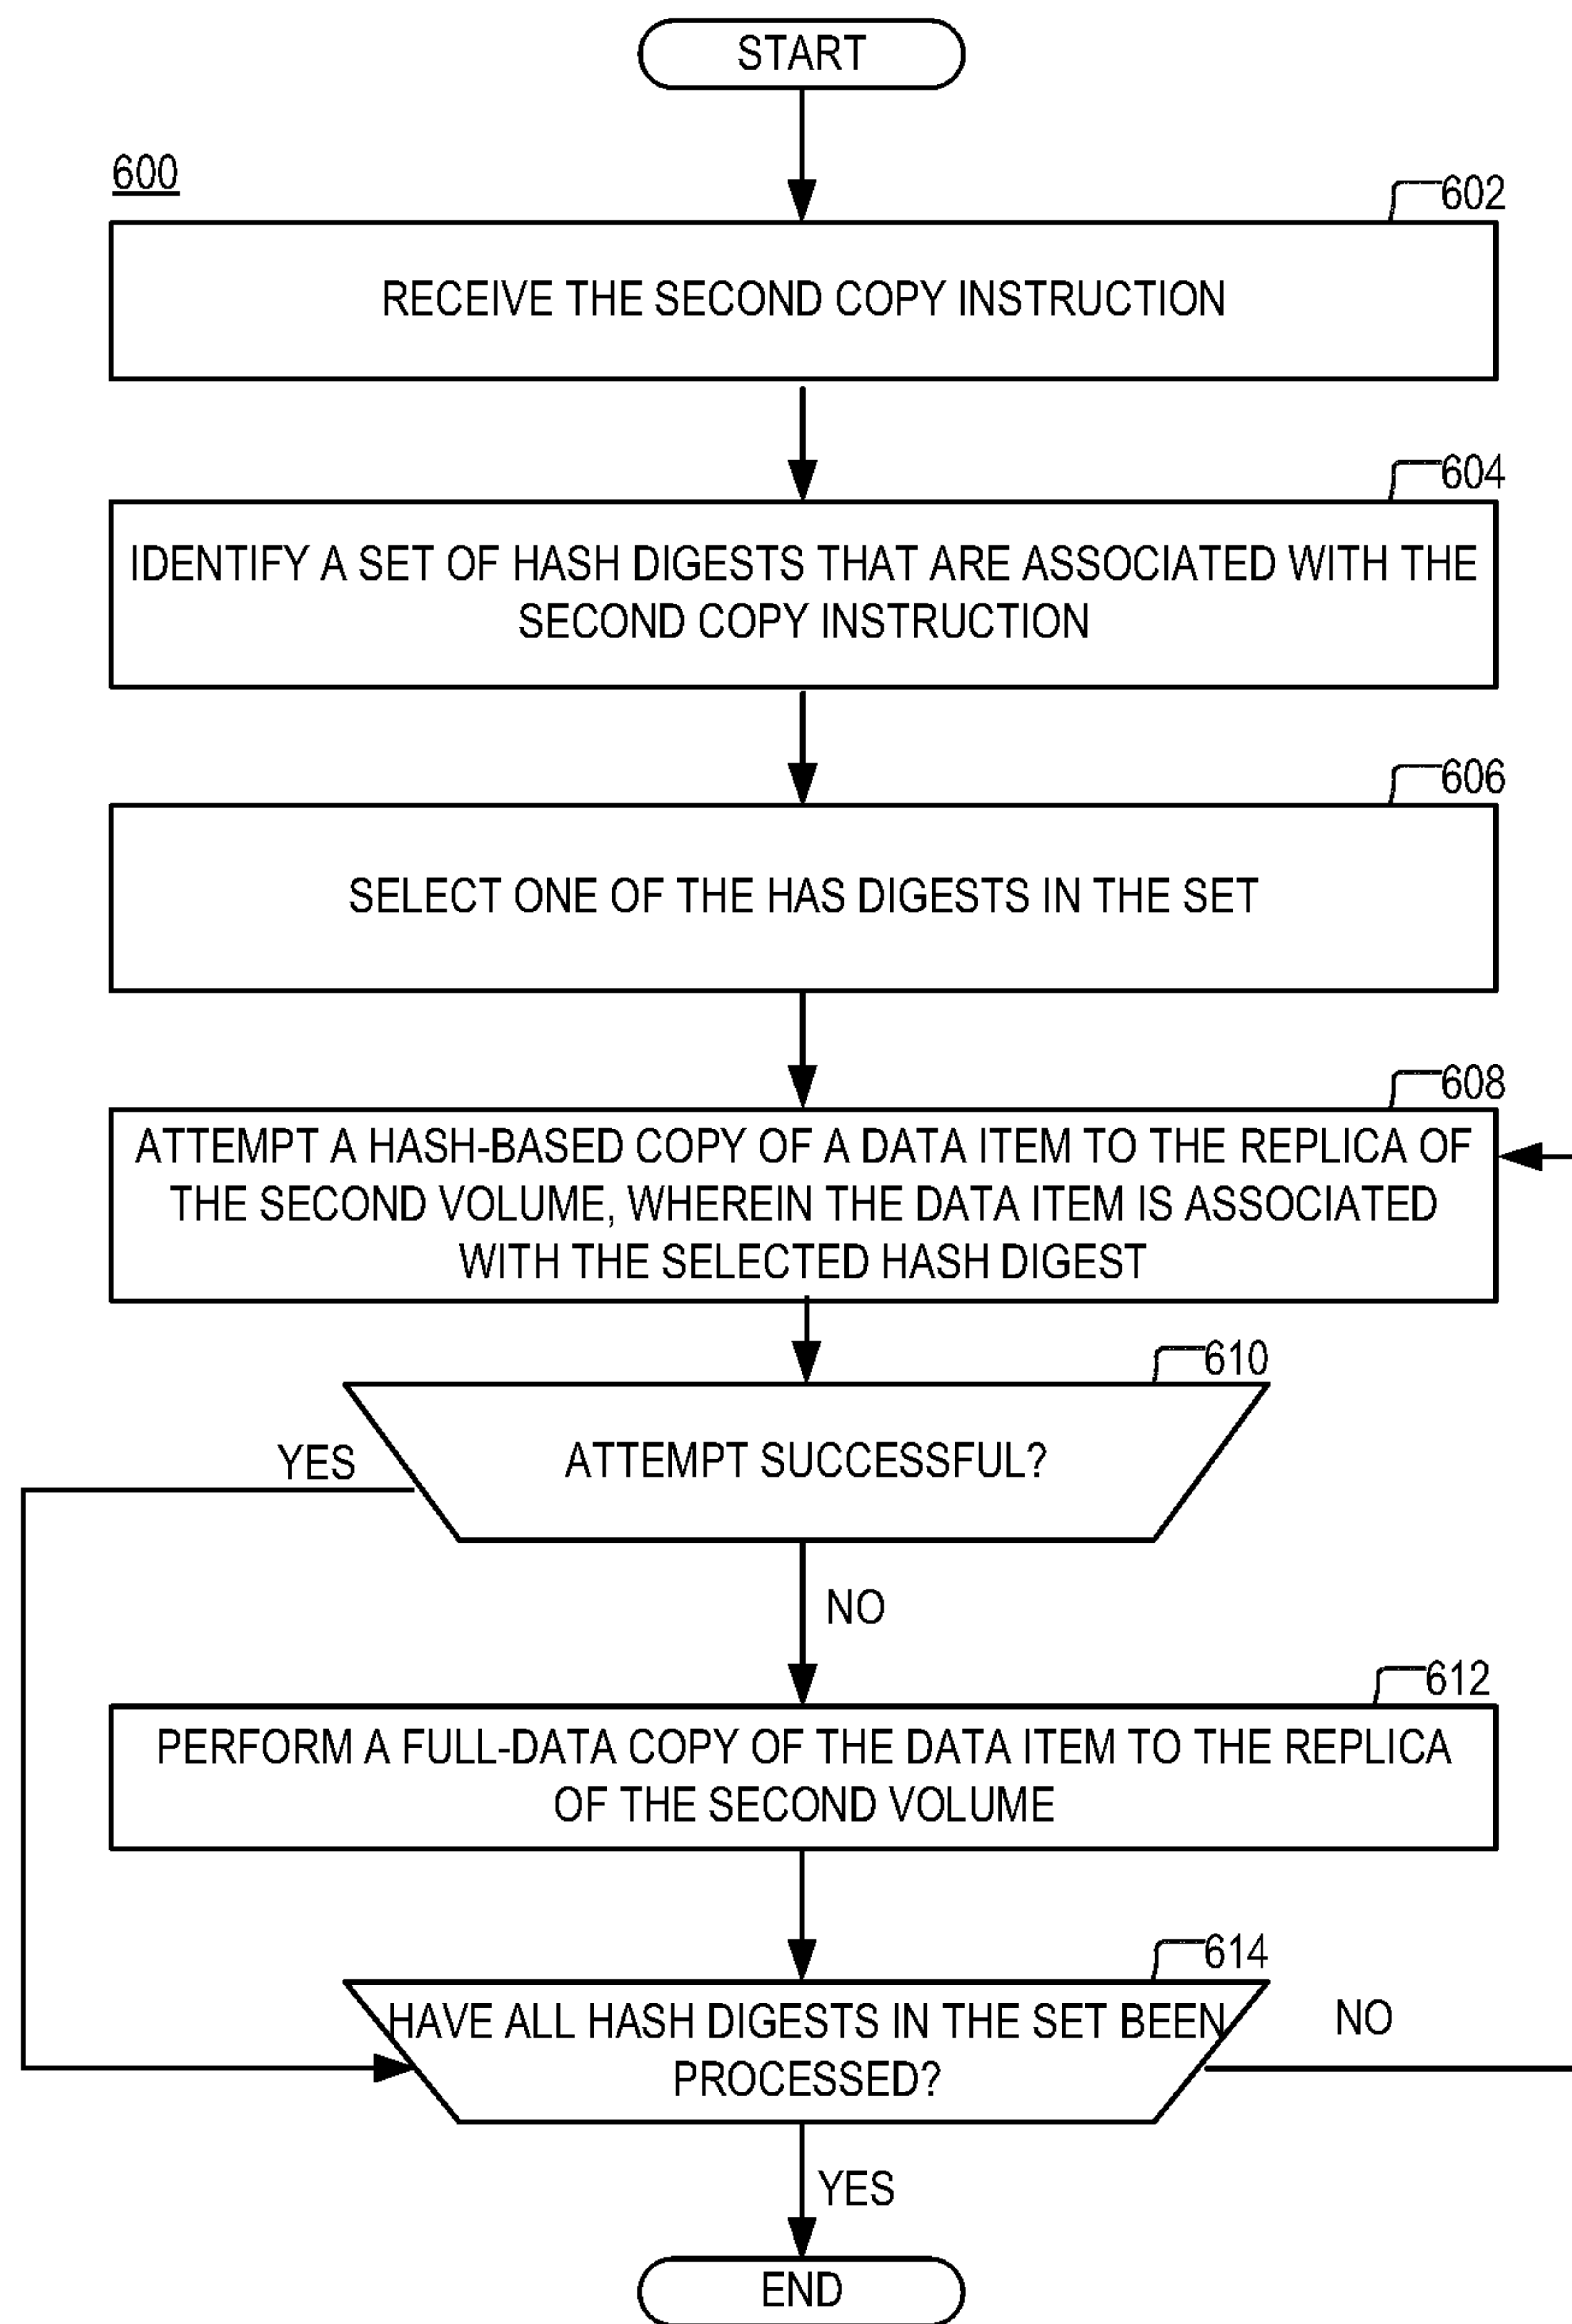 START
600
602
RECEIVE THE SECOND COPY INSTRUCTION
604
IDENTIFY A SET OF HASH DIGESTS THAT ARE ASSOCIATED WITH THE
SECOND COPY INSTRUCTION
606
SELECT ONE OF THE HAS DIGESTS IN THE SET
608
ATTEMPT A HASH-BASED COPY OF A DATA ITEM TO THE REPLICA OF
THE SECOND VOLUME, WHEREIN THE DATA ITEM IS ASSOCIATED
WITH THE SELECTED HASH DIGEST
610
YES
ATTEMPT SUCCESSFUL?
NO
612
PERFORM A FULL-DATA COPY OF THE DATA ITEM TO THE REPLICA
OF THE SECOND VOLUME
614
HAVE ALL HASH DIGESTS IN THE SET BEEN
PROCESSED?
NO
YES
END